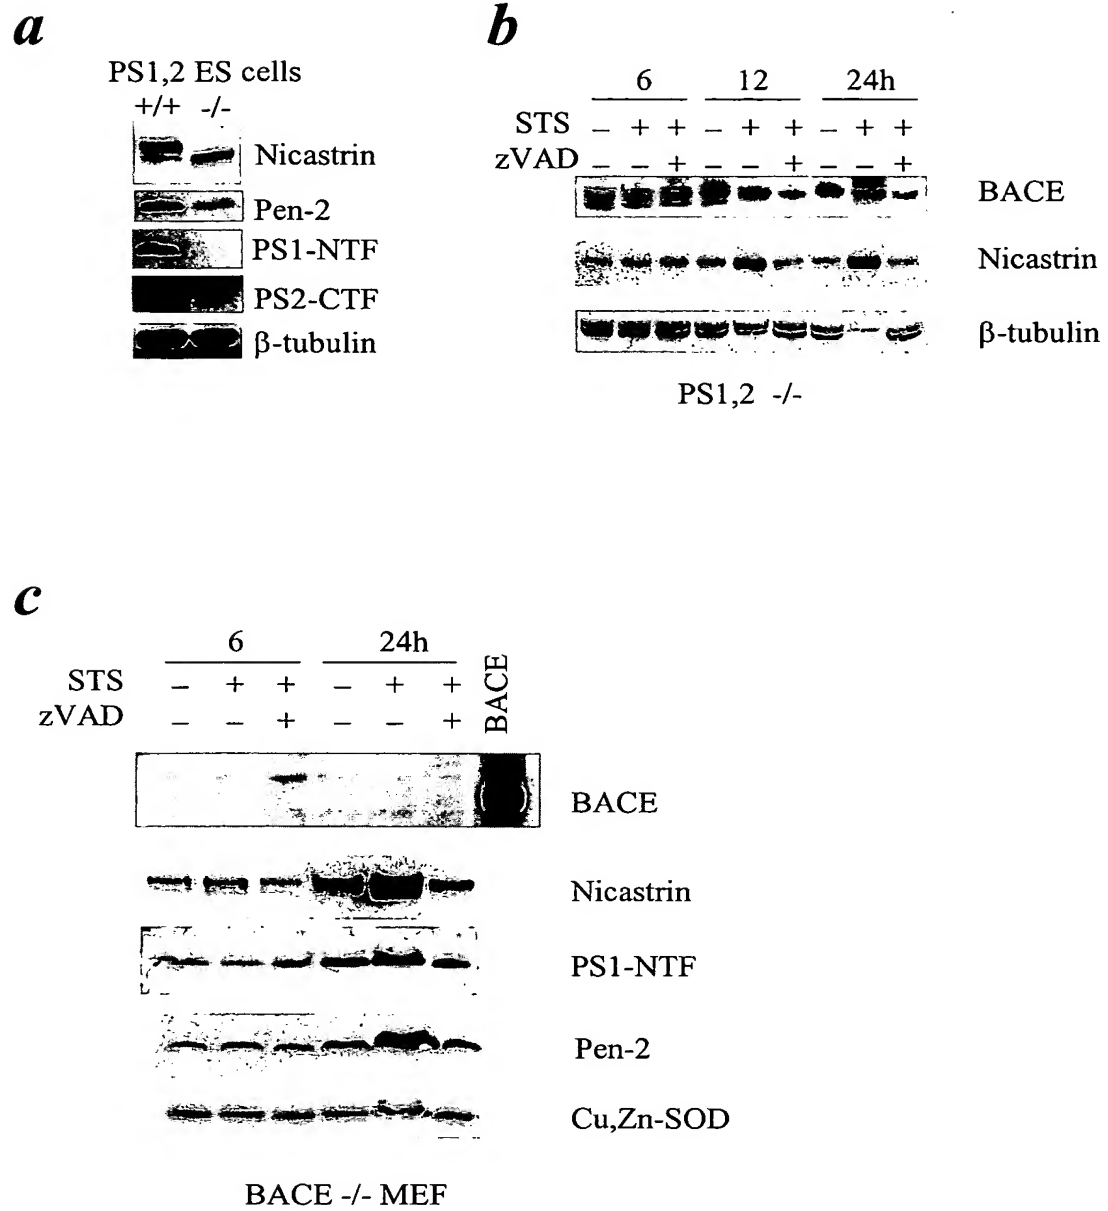 a
PS1,2 ES cells
+/+ -/-
Nicastrin
Pen-2
PS1-NTF
PS2-CTF
β-tubulin
b
6 12 24h
STS – + + – + + – + +
zVAD – – + – – + – – +
BACE
Nicastrin
β-tubulin
PS1,2 -/-
c
6 24h
STS – + + – + +
zVAD – – + – – +
BACE
BACE
Nicastrin
PS1-NTF
Pen-2
Cu,Zn-SOD
BACE -/- MEF